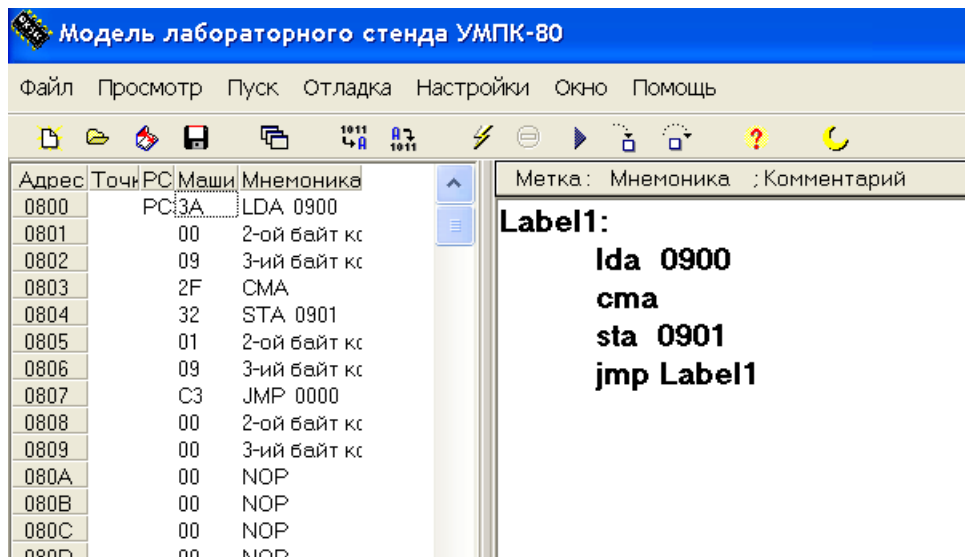 Модель лабораторного стенда УМПК-80
Файл Просмотр Пуск Отладка Настройки Окно Помощь
Адрес Точк PC Маши Мнемоника
0800 PC 3A LDA 0900
0801 00 2-ой байт кс
0802 09 3-ий байт кс
0803 2F CMA
0804 32 STA 0901
0805 01 2-ой байт кс
0806 09 3-ий байт кс
0807 C3 JMP 0000
0808 00 2-ой байт кс
0809 00 3-ий байт кс
080A 00 NOP
080B 00 NOP
080C 00 NOP
080D 00 NOP
Метка: Мнемоника ;Комментарий
Label1:
lda 0900
cma
sta 0901
jmp Label1